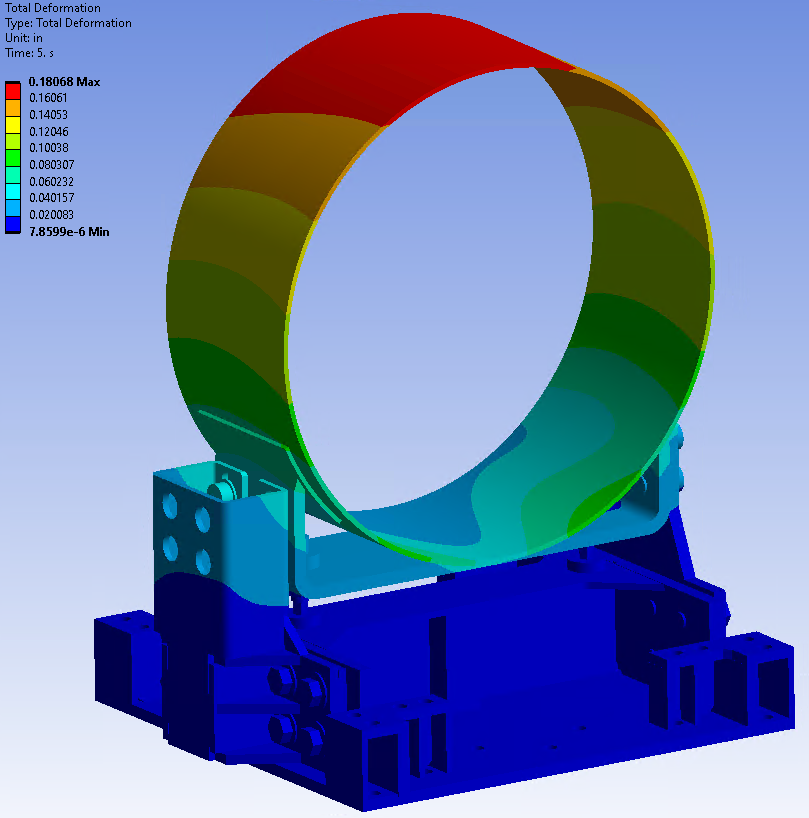 Total Deformation
Type: Total Deformation
Unit: in
Time: 5. s
0.18068 Max
0.16061
0.14053
0.12046
0.10038
0.080307
0.060232
0.040157
0.020083
7.8599e-6 Min